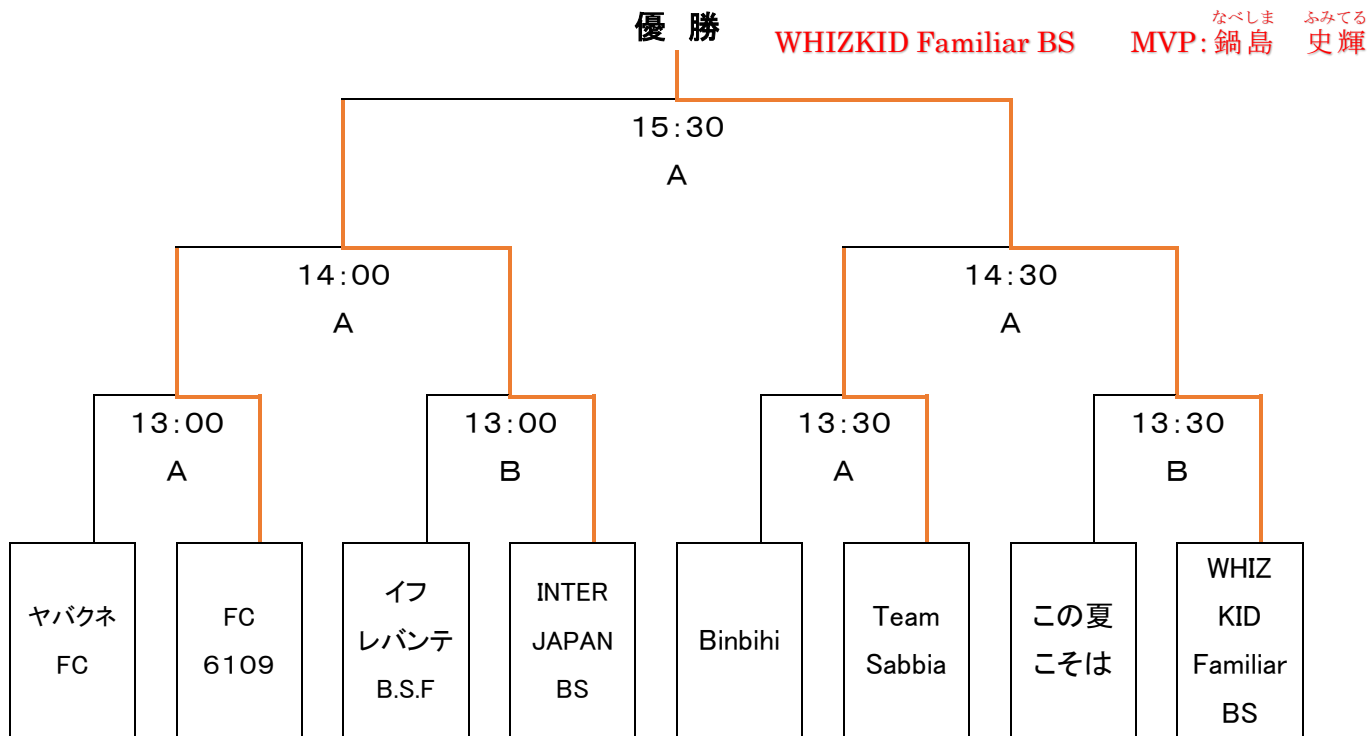 優 勝
なべしま ふみてる
WHIZKID Familiar BS MVP:鍋島 史輝
15:30
A
14:00
A
14:30
A
13:00
A
13:00
B
13:30
A
13:30
B
ヤバクネ
FC
FC
6109
イフ
レバンテ
B.S.F
INTER
JAPAN
BS
Binbihi
Team
Sabbia
この夏
こそは
WHIZ
KID
Familiar
BS